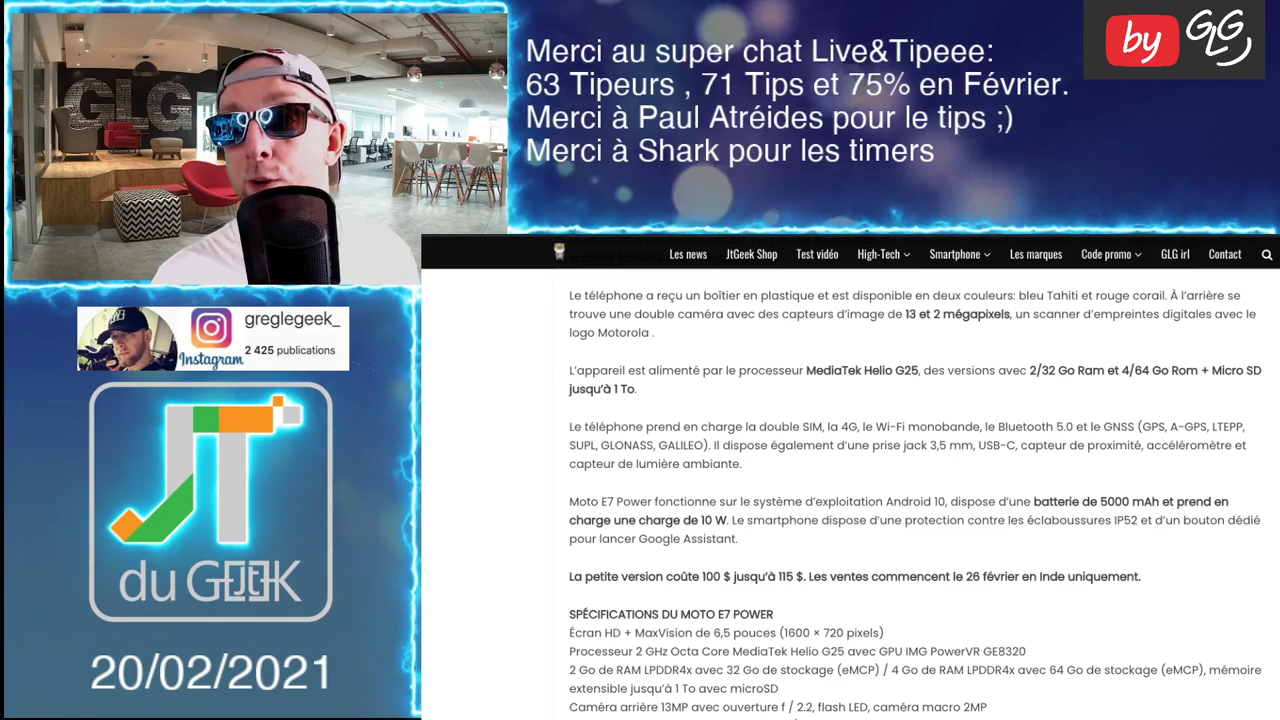 Merci au super chat Live&Tipeee:
63 Tipeurs , 71 Tips et 75% en Février.
Merci à Paul Atréides pour le tips ;)
Merci à Shark pour les timers
by GLG
GLG
greglegeek_
Instagram
2 425 publications
JT
du GEEK
20/02/2021
Les news JtGeek Shop Test vidéo High-Tech Smartphone Les marques Code promo GLG irl Contact
Le téléphone a reçu un boîtier en plastique et est disponible en deux couleurs: bleu Tahiti et rouge corail. À l’arrière se
trouve une double caméra avec des capteurs d’image de 13 et 2 mégapixels, un scanner d’empreintes digitales avec le
logo Motorola .
L’appareil est alimenté par le processeur MediaTek Helio G25, des versions avec 2/32 Go Ram et 4/64 Go Rom + Micro SD
jusqu’à 1 To.
Le téléphone prend en charge la double SIM, la 4G, le Wi-Fi monobande, le Bluetooth 5.0 et le GNSS (GPS, A-GPS, LTEPP,
SUPL, GLONASS, GALILEO). Il dispose également d’une prise jack 3,5 mm, USB-C, capteur de proximité, accéléromètre et
capteur de lumière ambiante.
Moto E7 Power fonctionne sur le système d’exploitation Android 10, dispose d’une batterie de 5000 mAh et prend en
charge une charge de 10 W. Le smartphone dispose d’une protection contre les éclaboussures IP52 et d’un bouton dédié
pour lancer Google Assistant.
La petite version coûte 100 $ jusqu’à 115 $. Les ventes commencent le 26 février en Inde uniquement.
SPÉCIFICATIONS DU MOTO E7 POWER
Écran HD + MaxVision de 6,5 pouces (1600 × 720 pixels)
Processeur 2 GHz Octa Core MediaTek Helio G25 avec GPU IMG PowerVR GE8320
2 Go de RAM LPDDR4x avec 32 Go de stockage (eMCP) / 4 Go de RAM LPDDR4x avec 64 Go de stockage (eMCP), mémoire
extensible jusqu’à 1 To avec microSD
Caméra arrière 13MP avec ouverture f / 2.2, flash LED, caméra macro 2MP